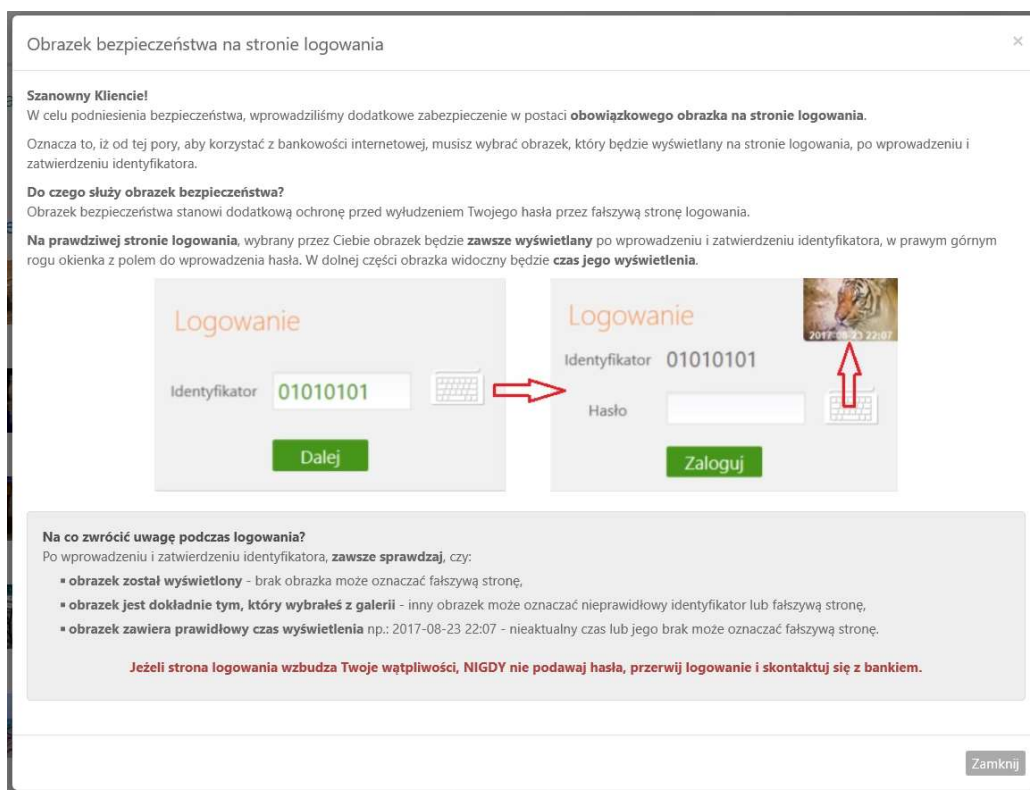 Obrazek bezpieczeństwa na stronie logowania
×
Szanowny Kliencie!
W celu podniesienia bezpieczeństwa, wprowadziliśmy dodatkowe zabezpieczenie w postaci obowiązkowego obrazka na stronie logowania.
Oznacza to, iż od tej pory, aby korzystać z bankowości internetowej, musisz wybrać obrazek, który będzie wyświetlany na stronie logowania, po wprowadzeniu i
zatwierdzeniu identyfikatora.
Do czego służy obrazek bezpieczeństwa?
Obrazek bezpieczeństwa stanowi dodatkową ochronę przed wyłudzeniem Twojego hasła przez fałszywą stronę logowania.
Na prawdziwej stronie logowania, wybrany przez Ciebie obrazek będzie zawsze wyświetlany po wprowadzeniu i zatwierdzeniu identyfikatora, w prawym górnym
rogu okienka z polem do wprowadzenia hasła. W dolnej części obrazka widoczny będzie czas jego wyświetlenia.
Logowanie
Identyfikator 01010101
Dalej
Logowanie
2017-08-23 22:07
Identyfikator 01010101
Hasło
Zaloguj
Na co zwrócić uwagę podczas logowania?
Po wprowadzeniu i zatwierdzeniu identyfikatora, zawsze sprawdzaj, czy:
▪ obrazek został wyświetlony - brak obrazka może oznaczać fałszywą stronę,
▪ obrazek jest dokładnie tym, który wybrałeś z galerii - inny obrazek może oznaczać nieprawidłowy identyfikator lub fałszywą stronę,
▪ obrazek zawiera prawidłowy czas wyświetlenia np.: 2017-08-23 22:07 - nieaktualny czas lub jego brak może oznaczać fałszywą stronę.
Jeżeli strona logowania wzbudza Twoje wątpliwości, NIGDY nie podawaj hasła, przerwij logowanie i skontaktuj się z bankiem.
Zamknij